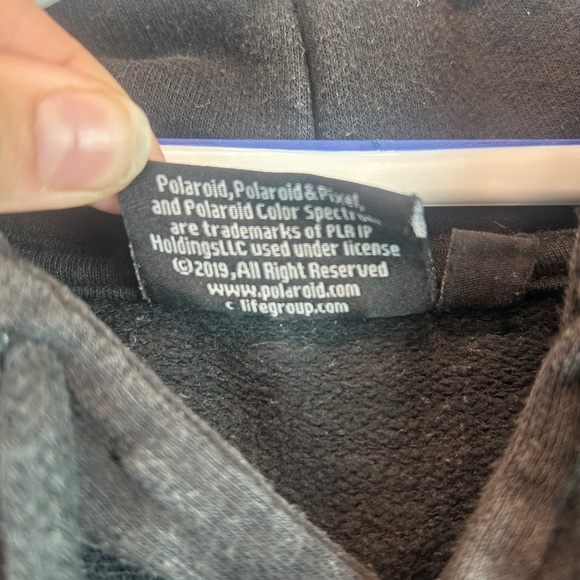 Polaroid, Polaroid & Pixel,
and Polaroid Color
are trademarks of PLR IP
HoldingsLLC used under license
©2019, All Right Reserved
www.polaroid.com
lifegroup.com